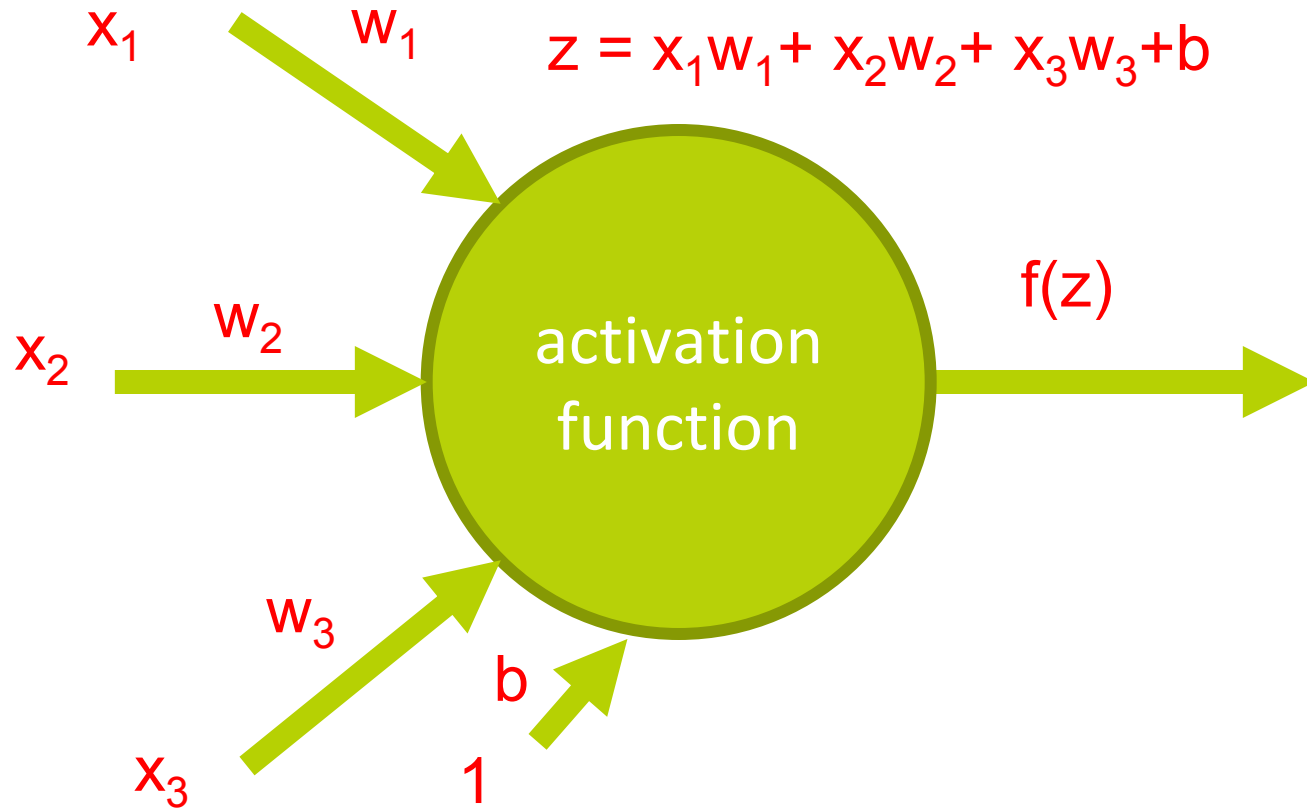 x₁
w₁
z = x₁w₁+ x₂w₂+ x₃w₃+b
x₂
w₂
activation
function
f(z)
w₃
b
x₃
1